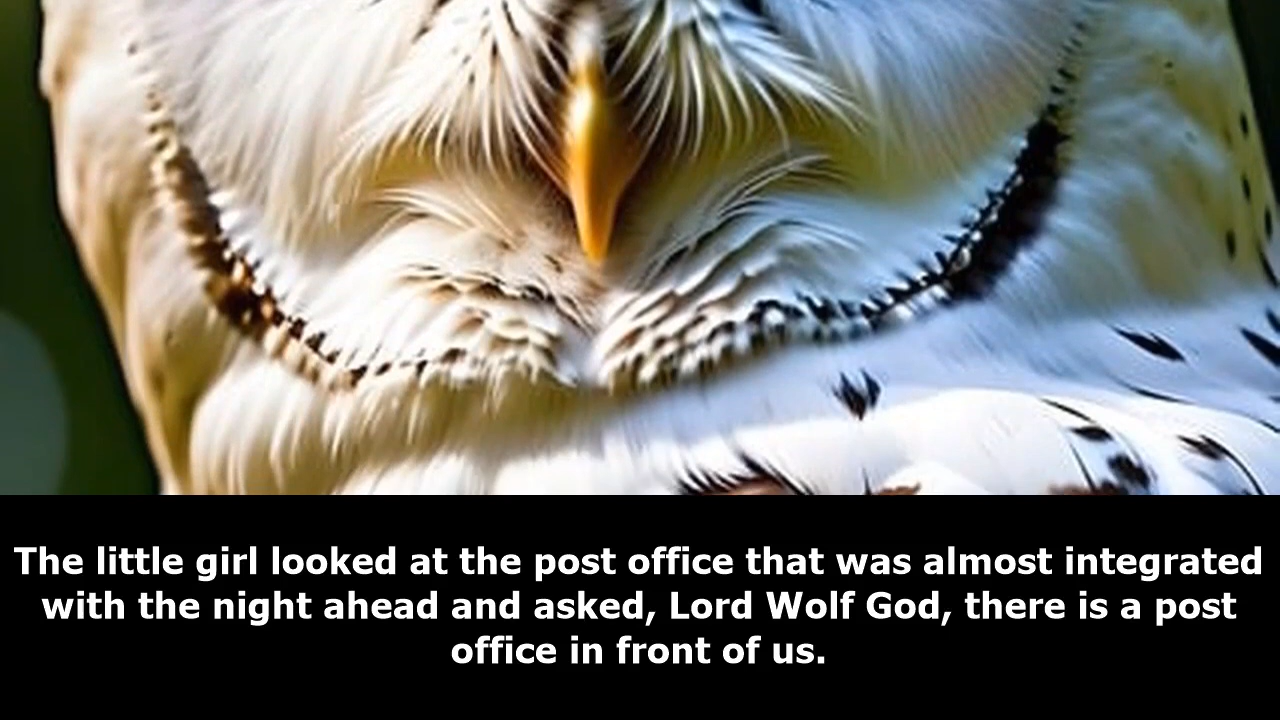 The little girl looked at the post office that was almost integrated
with the night ahead and asked, Lord Wolf God, there is a post
office in front of us.